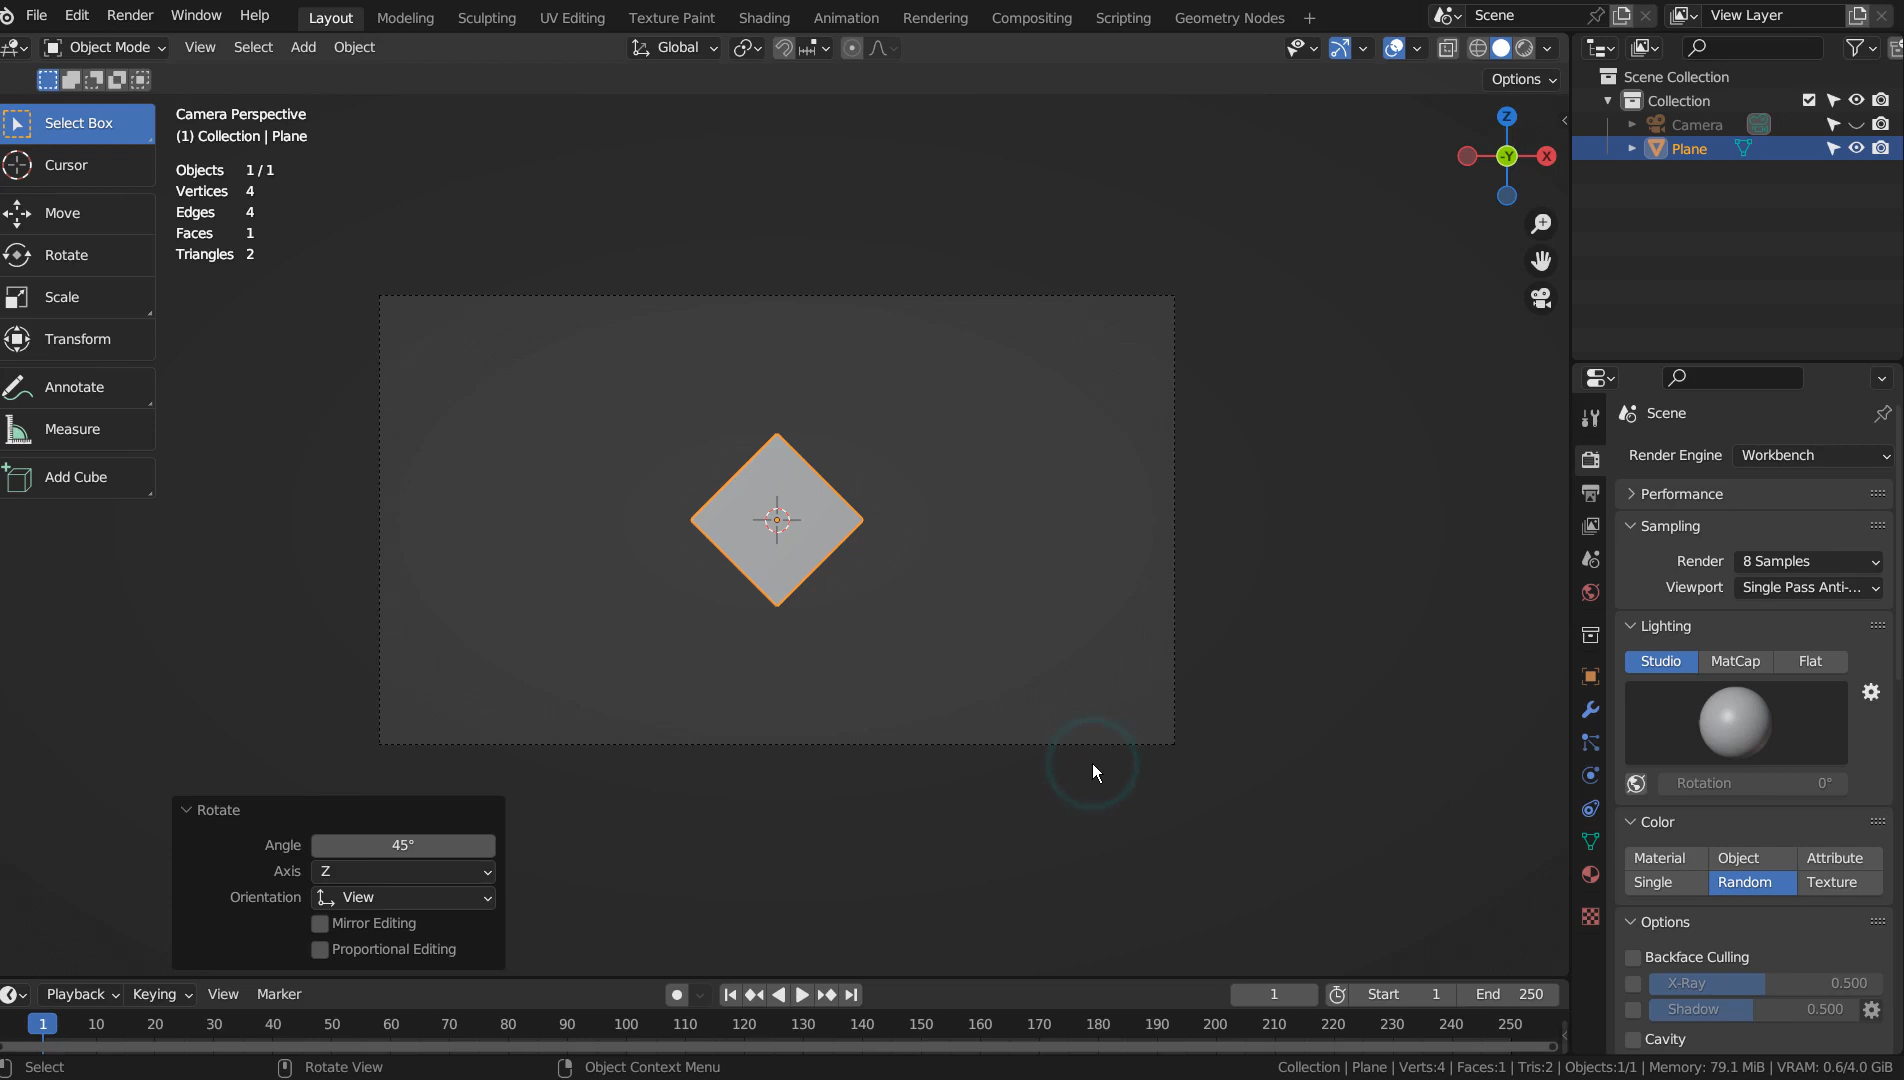 File Edit Render Window Help Layout Modeling Sculpting UV Editing Texture Paint Shading Animation Rendering Compositing Scripting Geometry Nodes + Scene View Layer
Object Mode View Select Add Object Global
Options
Select Box
Cursor
Move
Rotate
Scale
Transform
Annotate
Measure
Add Cube
Camera Perspective
(1) Collection | Plane
Objects 1 / 1
Vertices 4
Edges 4
Faces 1
Triangles 2
Z
-Y X
Scene Collection
Collection
Camera
Plane
Scene
Render Engine Workbench
Performance
Sampling
Render 8 Samples
Viewport Single Pass Anti-...
Lighting
Studio MatCap Flat
Rotation 0°
Color
Material Object Attribute
Single Random Texture
Options
Backface Culling
X-Ray 0.500
Shadow 0.500
Cavity
Rotate
Angle 45°
Axis Z
Orientation View
Mirror Editing
Proportional Editing
Playback Keying View Marker 1 Start 1 End 250
1 10 20 30 40 50 60 70 80 90 100 110 120 130 140 150 160 170 180 190 200 210 220 230 240 250
Select Rotate View Object Context Menu Collection | Plane | Verts:4 | Faces:1 | Tris:2 | Objects:1/1 | Memory: 79.1 MiB | VRAM: 0.6/4.0 GiB